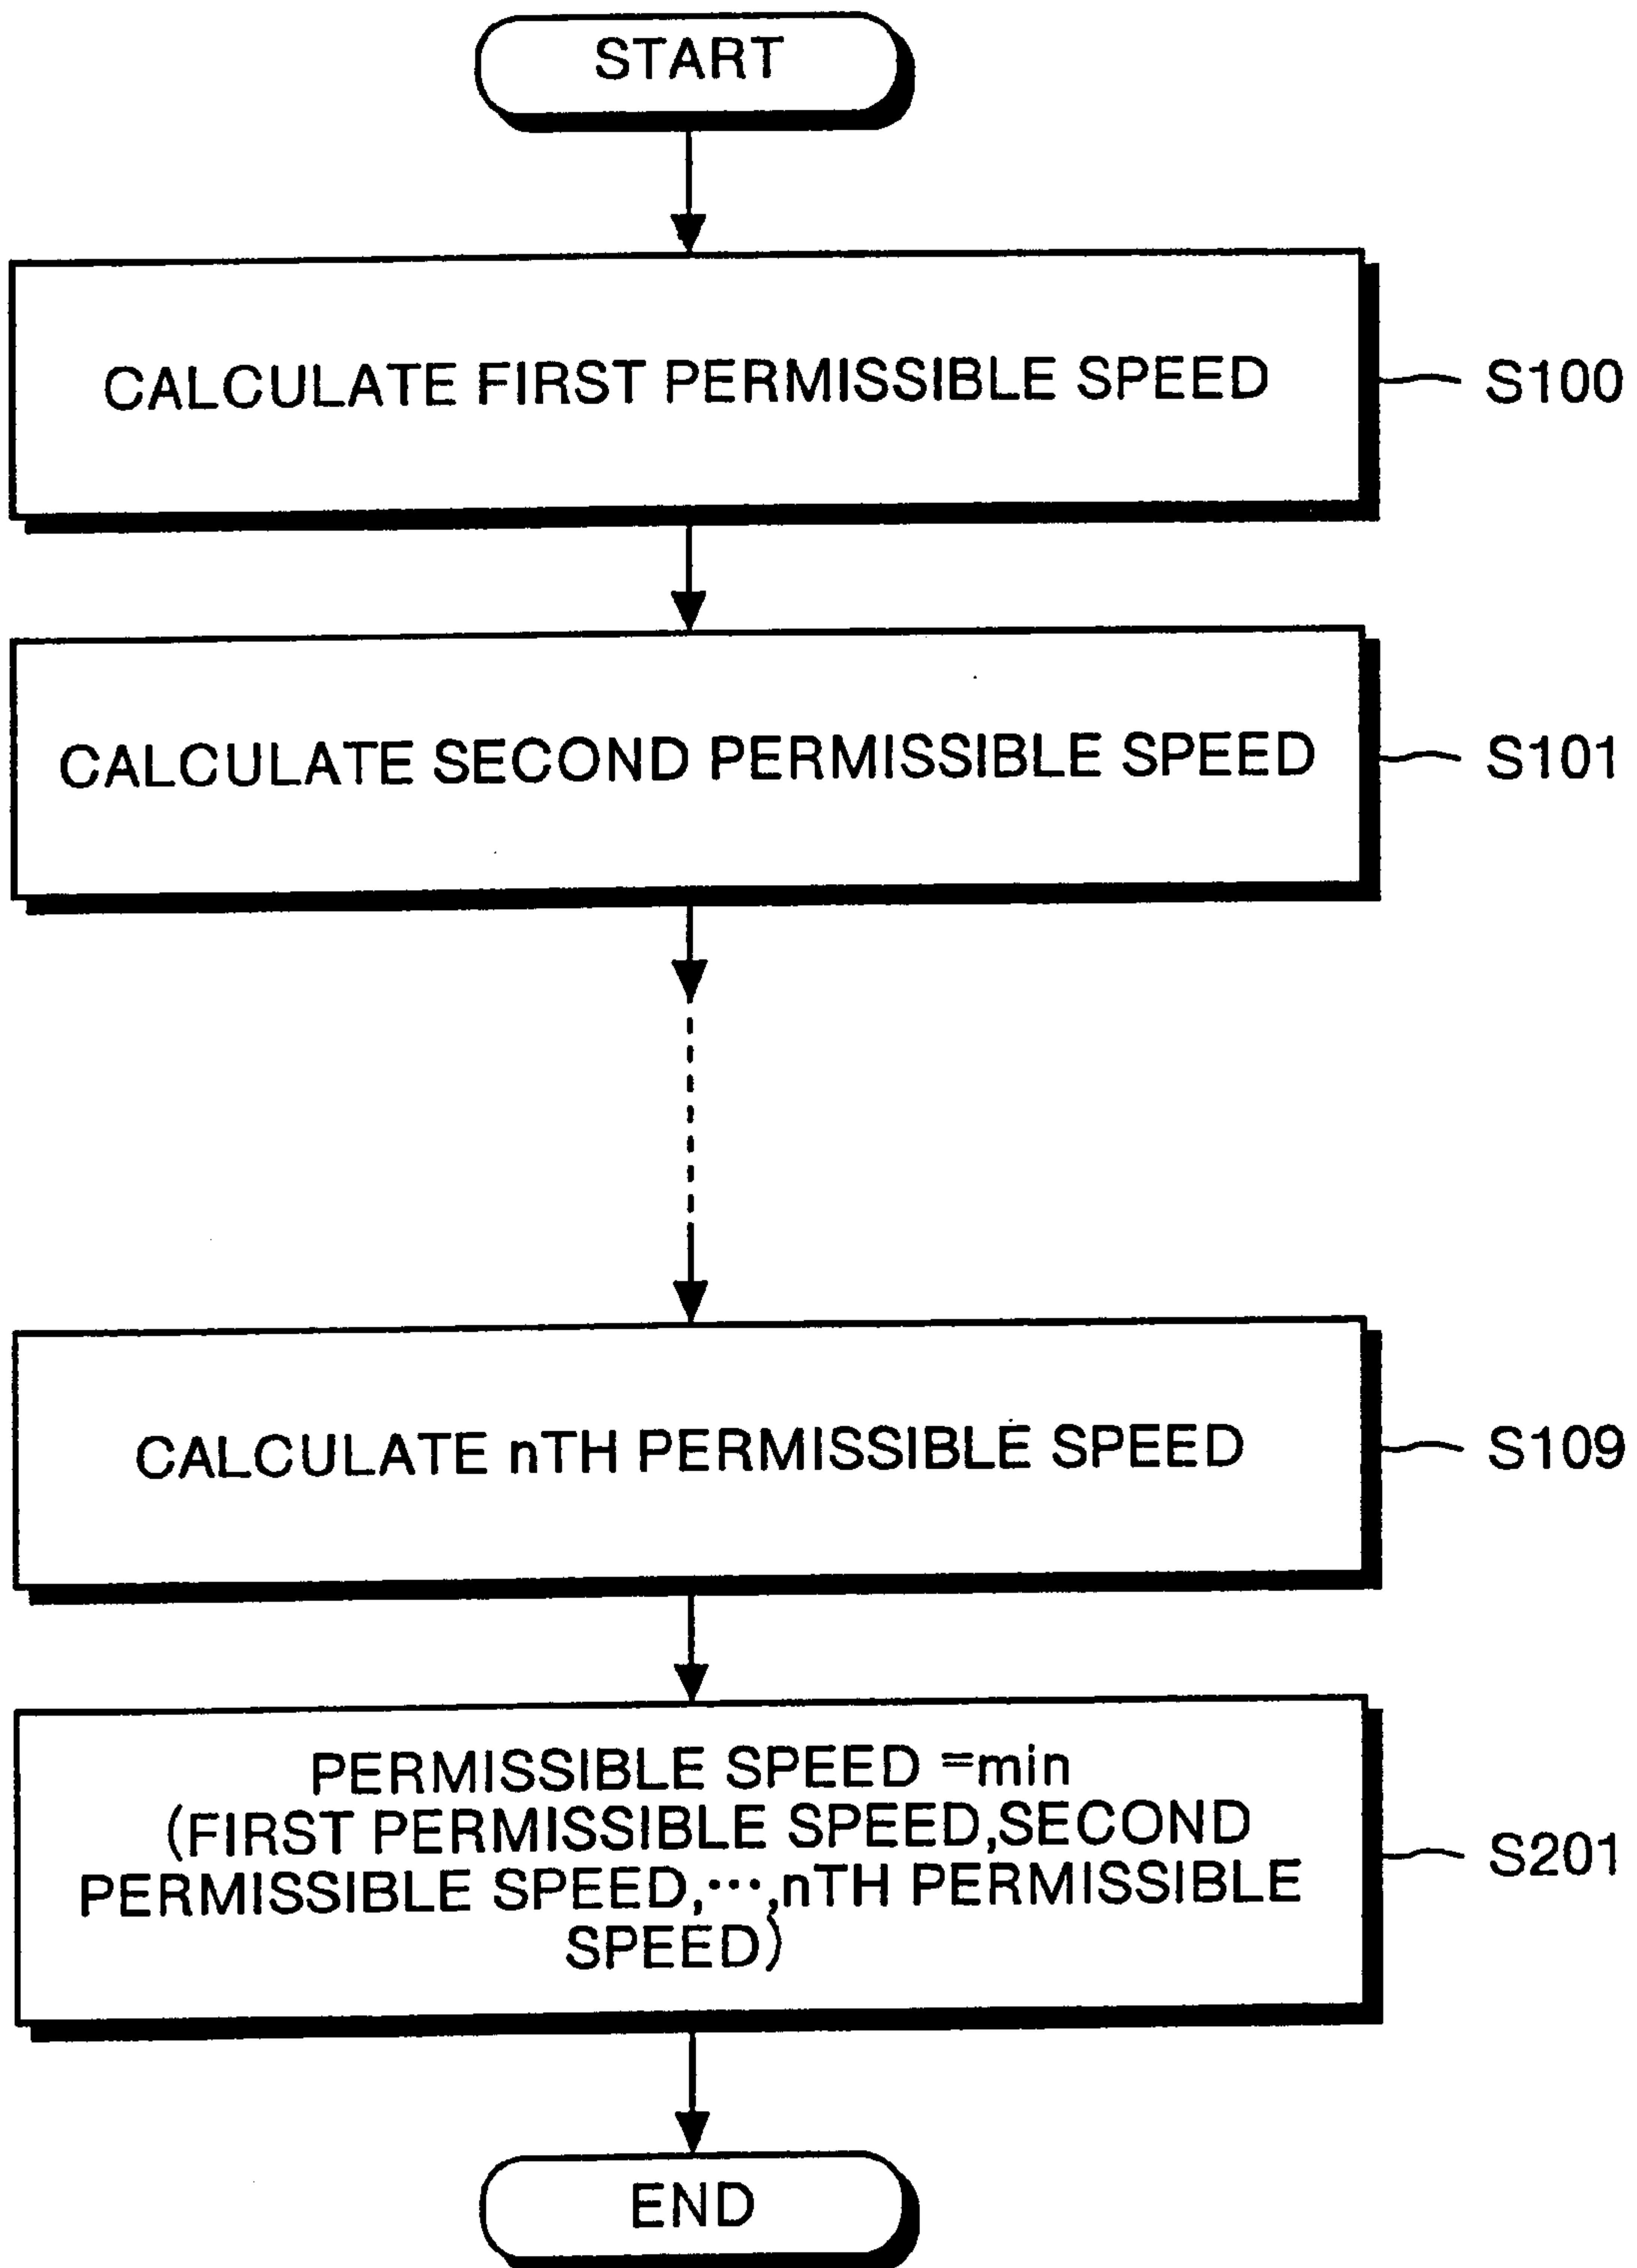 START
CALCULATE FIRST PERMISSIBLE SPEED
S100
CALCULATE SECOND PERMISSIBLE SPEED
S101
CALCULATE nTH PERMISSIBLE SPEED
S109
PERMISSIBLE SPEED =min
(FIRST PERMISSIBLE SPEED,SECOND
PERMISSIBLE SPEED,···,nTH PERMISSIBLE
SPEED)
S201
END